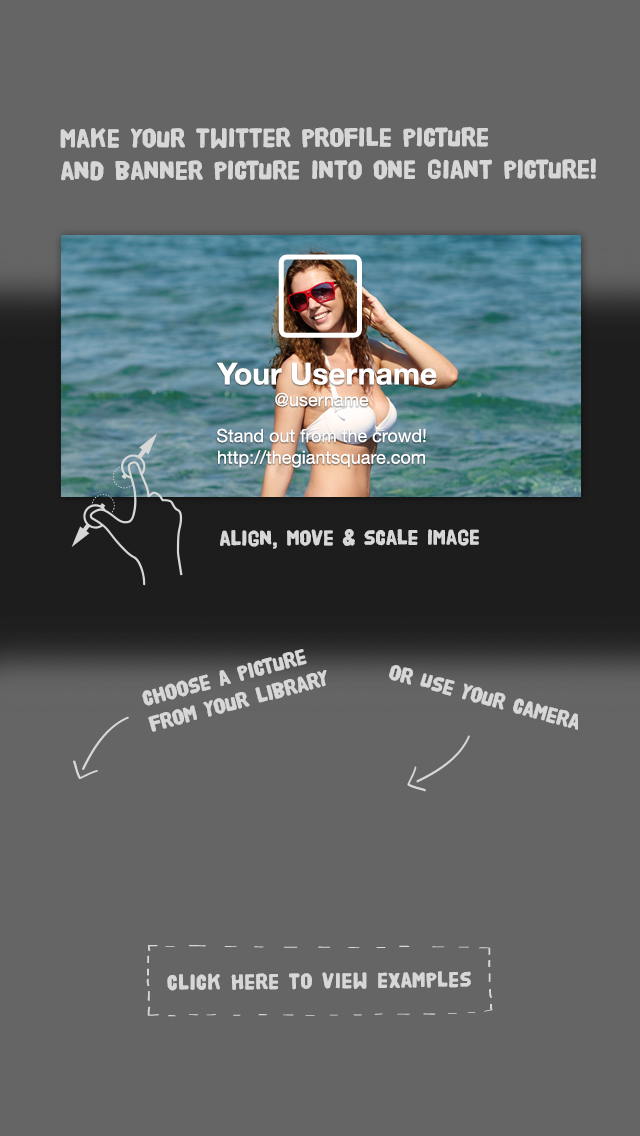 MAKE YOUR TWITTER PROFILE PICTURE
AND BANNER PICTURE INTO ONE GIANT PICTURE!
Your Username
@username
Stand out from the crowd!
http://thegiantsquare.com
ALIGN, MOVE & SCALE IMAGE
CHOOSE A PICTURE
FROM YOUR LIBRARY
OR USE YOUR CAMERA
CLICK HERE TO VIEW EXAMPLES